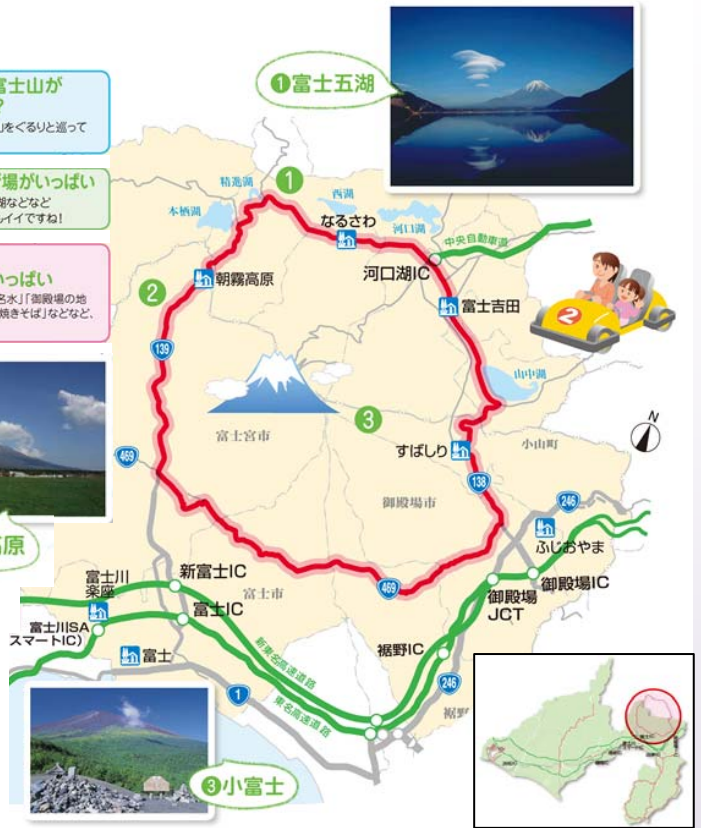 ❶富士五湖
富士山が
?
をぐるりと巡って
場がいっぱい
湖などなど
イイですね!
いっぱい
名水」「御殿場の地
焼きそば」などなど、
精進湖
❶
西湖
本栖湖
なるさわ
河口湖
中央自動車道
河口湖IC
朝霧高原
❷
富士吉田
2
139
山中湖
❸
N
富士宮市
すばしり
小山町
469
138
御殿場市
246
ふじおやま
原
富士川
楽座
新富士IC
富士市
469
御殿場
JCT
御殿場IC
富士川SA
スマートIC)
富士IC
裾野IC
富士
新東名高速道路
東名高速道路
1
246
裾野
❸小富士